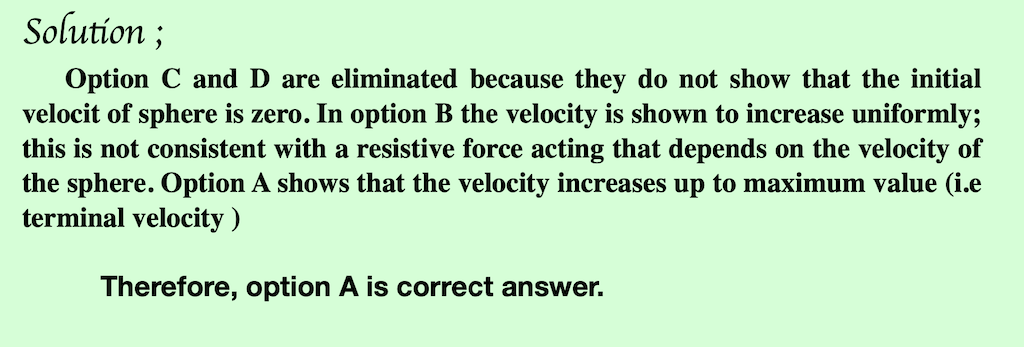 Solution ;
Option C and D are eliminated because they do not show that the initial
velocit of sphere is zero. In option B the velocity is shown to increase uniformly;
this is not consistent with a resistive force acting that depends on the velocity of
the sphere. Option A shows that the velocity increases up to maximum value (i.e
terminal velocity )
Therefore, option A is correct answer.